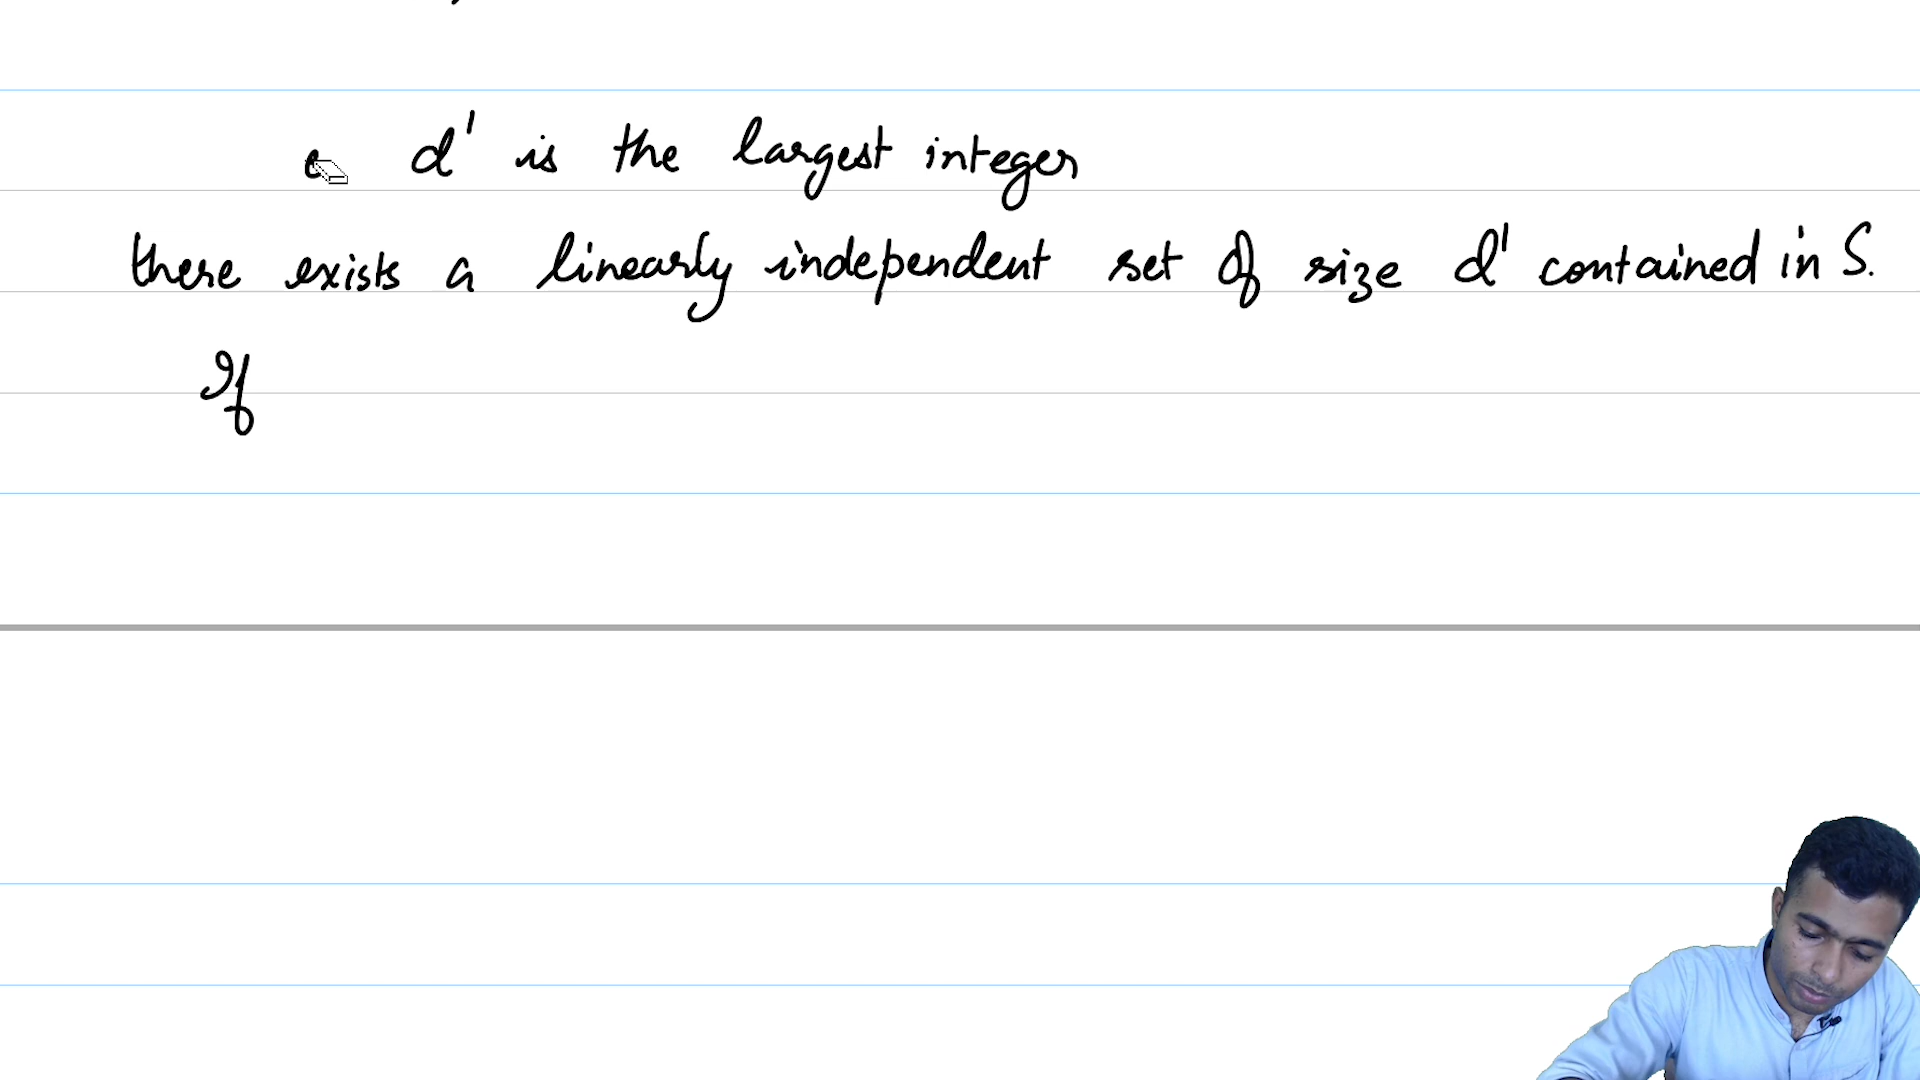 d' is the largest integer
there exists a linearly independent set of size d' contained in S.
If